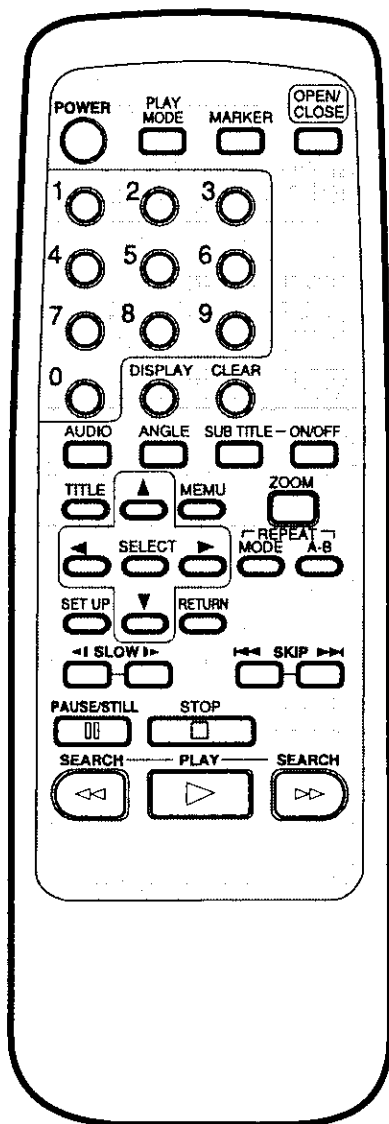 OPEN/
POWER PLAY MODE MARKER CLOSE
1 2 3
4 5 6
7 8 9
0 DISPLAY CLEAR
AUDIO ANGLE SUB TITLE - ON/OFF
TITLE MEMU ZOOM
REPEAT
SELECT MODE A-B
SET UP RETURN
SLOW SKIP
PAUSE/STILL STOP
SEARCH PLAY SEARCH